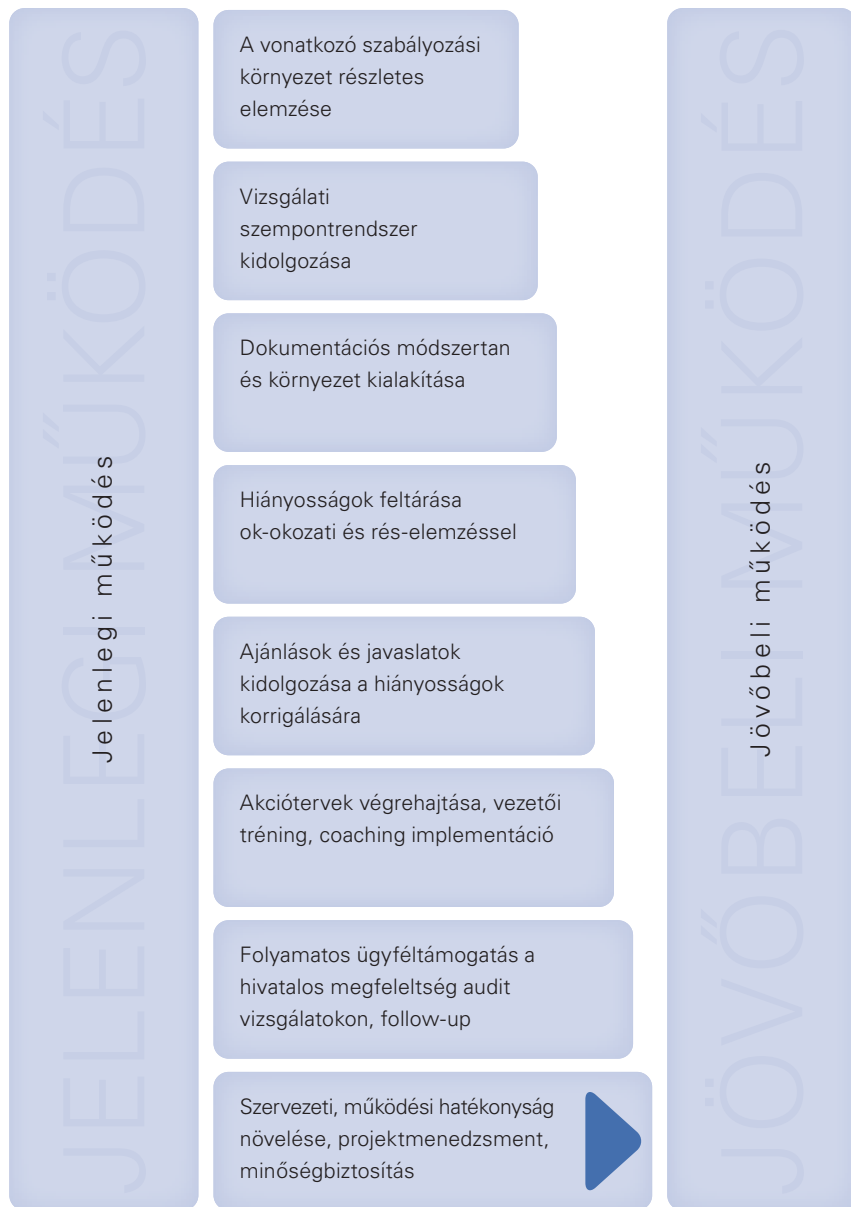 JELENLEGI MŰKÖDÉS
Jelenlegi működés
A vonatkozó szabályozási
környezet részletes
elemzése
Vizsgálati
szempontrendszer
kidolgozása
Dokumentációs módszertan
és környezet kialakítása
Hiányosságok feltárása
ok-okozati és rés-elemzéssel
Ajánlások és javaslatok
kidolgozása a hiányosságok
korrigálására
Akciótervek végrehajtása, vezetői
tréning, coaching implementáció
Folyamatos ügyféltámogatás a
hivatalos megfeleltség audit
vizsgálatokon, follow-up
Szervezeti, működési hatékonyság
növelése, projektmenedzsment,
minőségbiztosítás
JÖVŐBELI MŰKÖDÉS
Jövőbeli működés